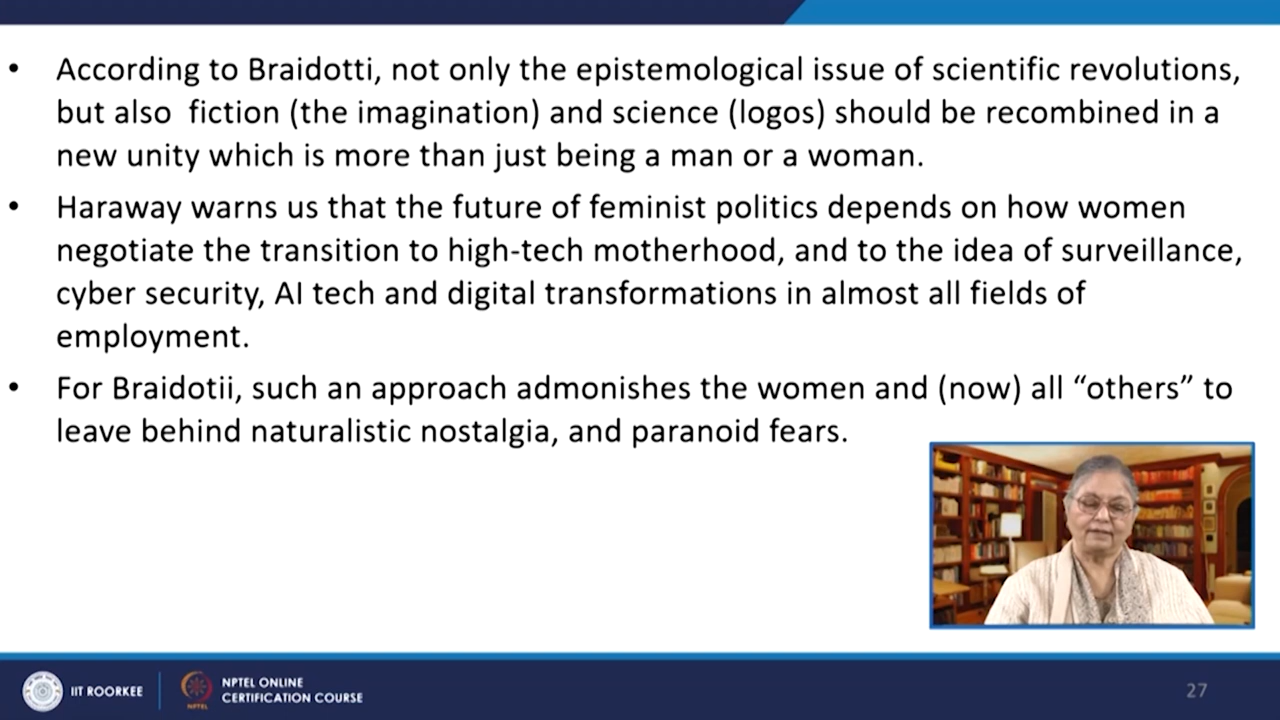 • According to Braidotti, not only the epistemological issue of scientific revolutions,
but also  fiction (the imagination) and science (logos) should be recombined in a
new unity which is more than just being a man or a woman.
• Haraway warns us that the future of feminist politics depends on how women
negotiate the transition to high-tech motherhood, and to the idea of surveillance,
cyber security, AI tech and digital transformations in almost all fields of
employment.
• For Braidotii, such an approach admonishes the women and (now) all “others” to
leave behind naturalistic nostalgia, and paranoid fears.
IIT ROORKEE
NPTEL
NPTEL ONLINE
CERTIFICATION COURSE
27